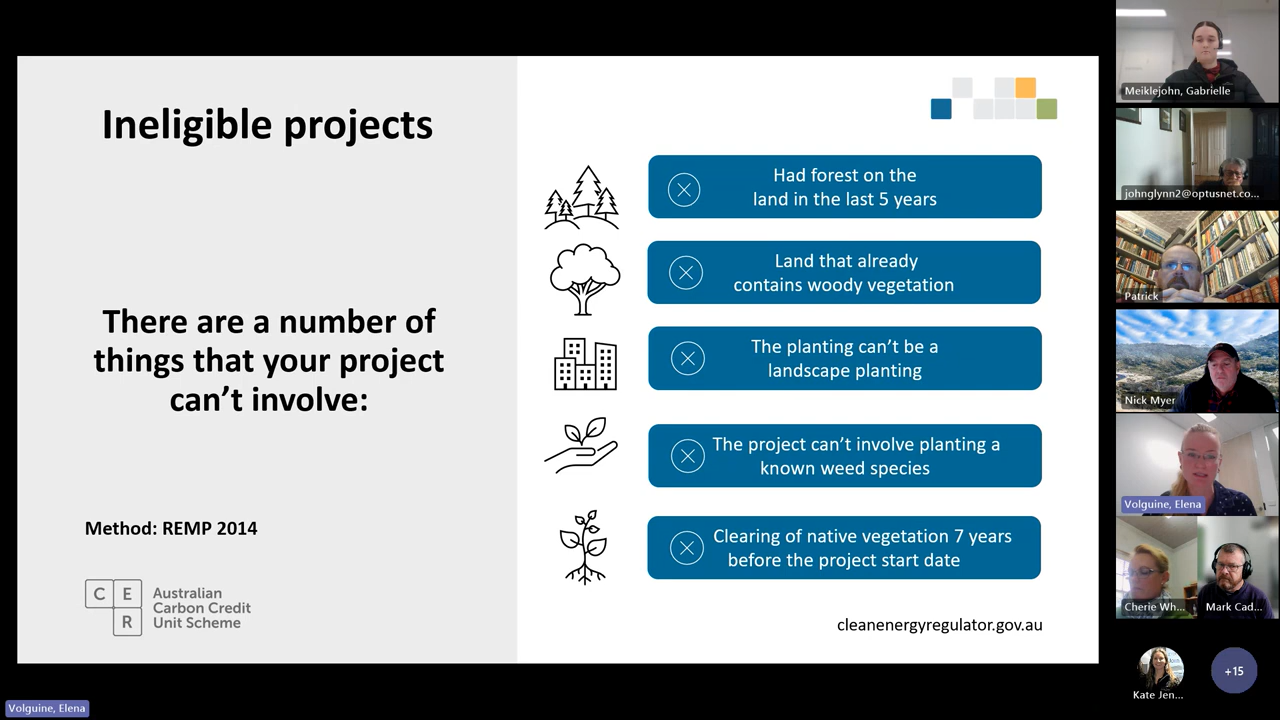 Ineligible projects
There are a number of
things that your project
can't involve:
Method: REMP 2014
C E
R
Australian
Carbon Credit
Unit Scheme
Had forest on the
land in the last 5 years
Land that already
contains woody vegetation
The planting can't be a
landscape planting
The project can't involve planting a
known weed species
Clearing of native vegetation 7 years
before the project start date
cleanenergyregulator.gov.au
Meiklejohn, Gabrielle
johnglynn2@optusnet.co...
Patrick
Nick Myer
Volguine, Elena
Cherie Wh...
Mark Cad...
Kate Jen...
+15
Volguine, Elena